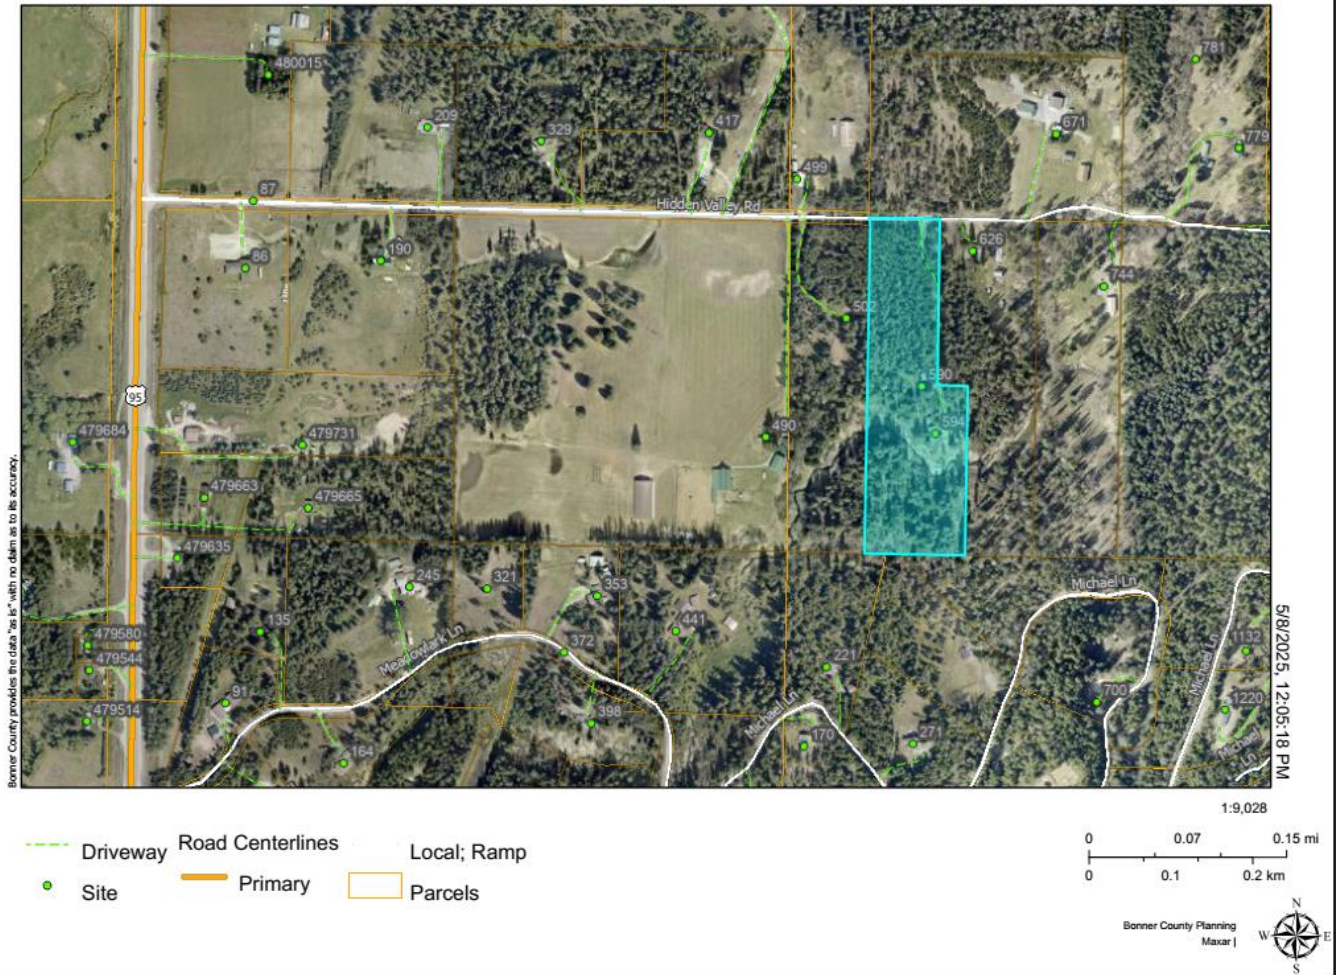 781
480015
209
329
417
671
779
499
87
Hidden Valley Rd
86
190
626
744
502
95
590
594
479684
479731
490
479663
479665
479635
245
321
353
Michael Ln
135
441
479580
Meadowlark Ln
372
1132
479544
221
Michael Ln
91
700
479514
398
Michael Ln
1220
164
170
271
Michael
Ln
Bonner County provides the data "as is" with no claim as to its accuracy.
5/8/2025, 12:05:18 PM
1:9,028
Driveway
Road Centerlines
Local; Ramp
Site
Primary
Parcels
0 0.07 0.15 mi
0 0.1 0.2 km
Bonner County Planning
Maxar |
N
W E
S